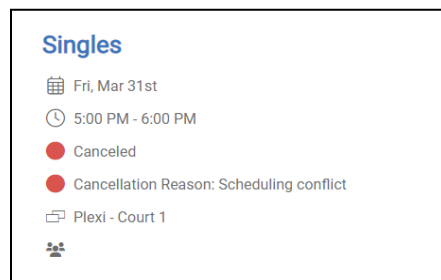 Singles
Fri, Mar 31st
5:00 PM - 6:00 PM
Canceled
Cancellation Reason: Scheduling conflict
Plexi - Court 1